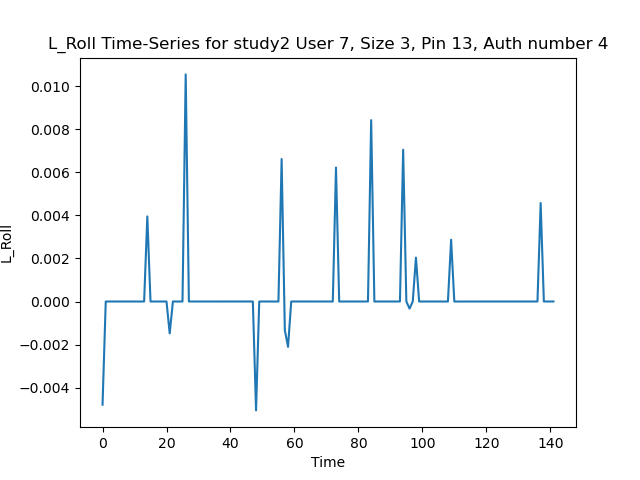 L_Roll Time-Series for study2 User 7, Size 3, Pin 13, Auth number 4
0.010
0.008
0.006
0.004
0.002
0.000
−0.002
−0.004
L_Roll
0 20 40 60 80 100 120 140
Time